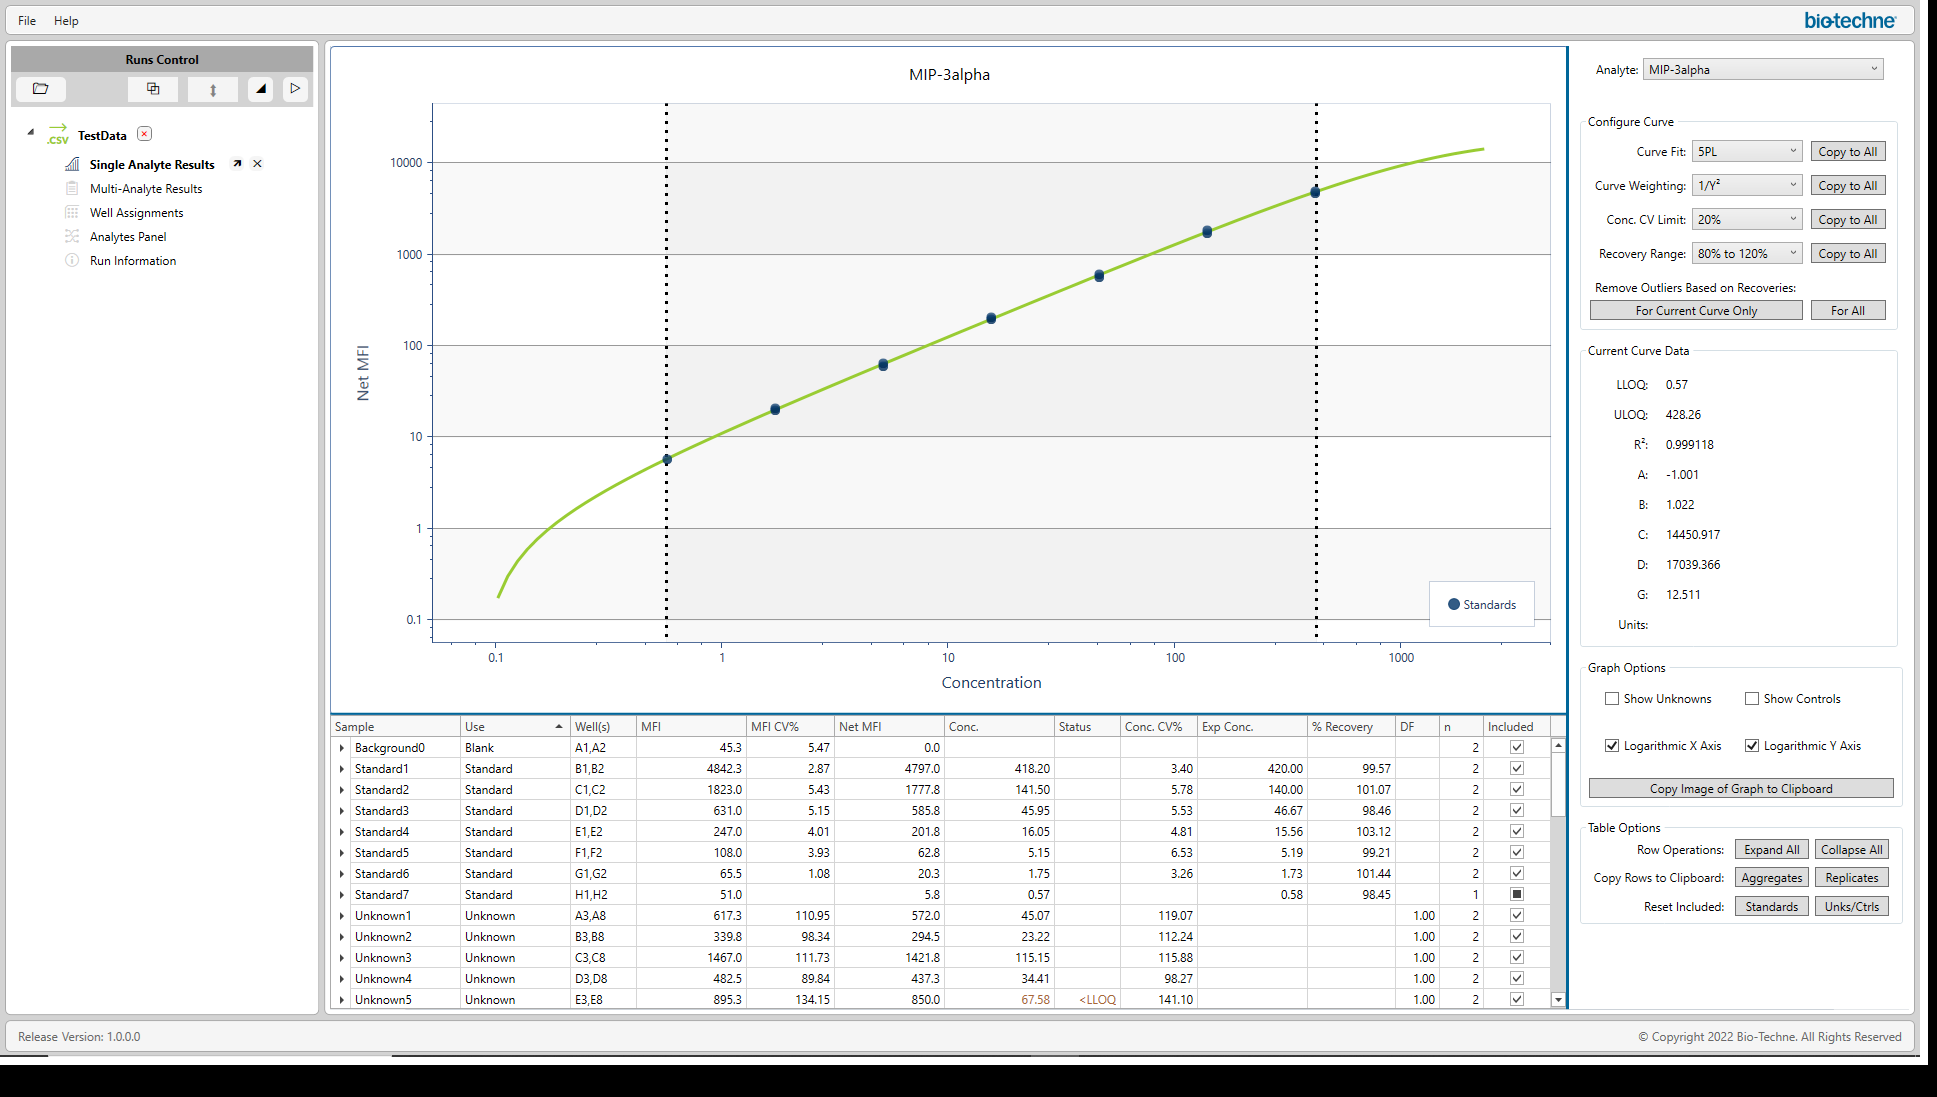 File Help
bio-techne
Runs Control
.csv TestData
Single Analyte Results
Multi-Analyte Results
Well Assignments
Analytes Panel
Run Information
MIP-3alpha
10000
1000
100
10
1
0.1
Net MFI
0.1 1 10 100 1000
Concentration
Standards
Sample Use Well(s) MFI MFI CV% Net MFI Conc. Status Conc. CV% Exp Conc. % Recovery DF n Included
Background0 Blank A1,A2 45.3 5.47 0.0 2
Standard1 Standard B1,B2 4842.3 2.87 4797.0 418.20 3.40 420.00 99.57 2
Standard2 Standard C1,C2 1823.0 5.43 1777.8 141.50 5.78 140.00 101.07 2
Standard3 Standard D1,D2 631.0 5.15 585.8 45.95 5.53 46.67 98.46 2
Standard4 Standard E1,E2 247.0 4.01 201.8 16.05 4.81 15.56 103.12 2
Standard5 Standard F1,F2 108.0 3.93 62.8 5.15 6.53 5.19 99.21 2
Standard6 Standard G1,G2 65.5 1.08 20.3 1.75 3.26 1.73 101.44 2
Standard7 Standard H1,H2 51.0 5.8 0.57 0.58 98.45 1
Unknown1 Unknown A3,A8 617.3 110.95 572.0 45.07 119.07 1.00 2
Unknown2 Unknown B3,B8 339.8 98.34 294.5 23.22 112.24 1.00 2
Unknown3 Unknown C3,C8 1467.0 111.73 1421.8 115.15 115.88 1.00 2
Unknown4 Unknown D3,D8 482.5 89.84 437.3 34.41 98.27 1.00 2
Unknown5 Unknown E3,E8 895.3 134.15 850.0 67.58 <LLOQ 141.10 1.00 2
Analyte: MIP-3alpha
Configure Curve
Curve Fit: 5PL Copy to All
Curve Weighting: 1/Y² Copy to All
Conc. CV Limit: 20% Copy to All
Recovery Range: 80% to 120% Copy to All
Remove Outliers Based on Recoveries:
For Current Curve Only For All
Current Curve Data
LLOQ: 0.57
ULOQ: 428.26
R²: 0.999118
A: -1.001
B: 1.022
C: 14450.917
D: 17039.366
G: 12.511
Units:
Graph Options
Show Unknowns Show Controls
Logarithmic X Axis Logarithmic Y Axis
Copy Image of Graph to Clipboard
Table Options
Row Operations: Expand All Collapse All
Copy Rows to Clipboard: Aggregates Replicates
Reset Included: Standards Unks/Ctrls
Release Version: 1.0.0.0
© Copyright 2022 Bio-Techne. All Rights Reserved